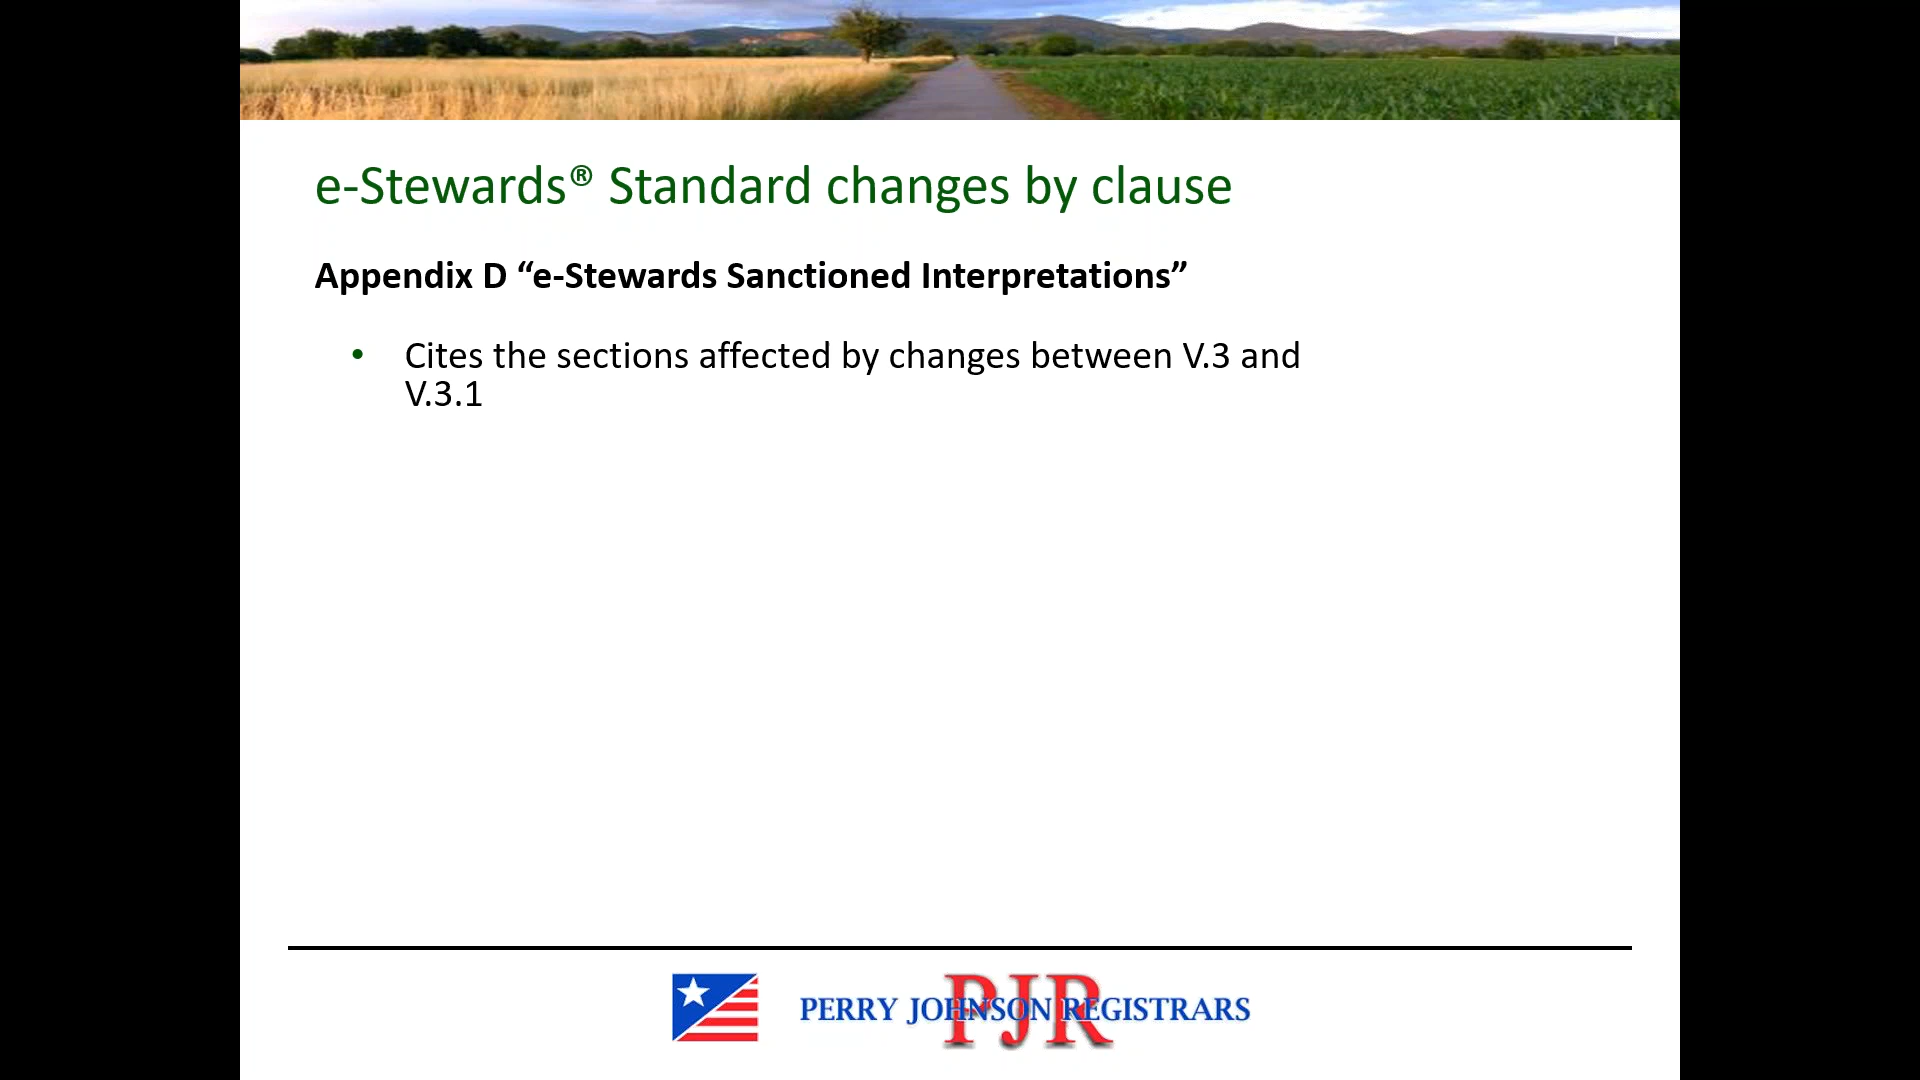 e-Stewards® Standard changes by clause
Appendix D “e-Stewards Sanctioned Interpretations”
• Cites the sections affected by changes between V.3 and
V.3.1
PJR
PERRY JOHNSON REGISTRARS